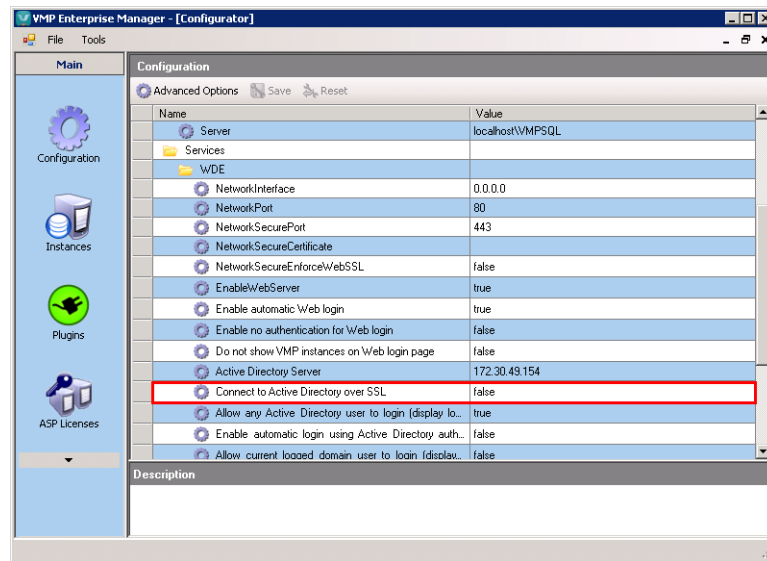 VMP Enterprise Manager - [Configurator]
File Tools
Main
Configuration
Configuration
Advanced Options Save Reset
Name Value
Server localhost\VMPSQL
Services
WDE
NetworkInterface 0.0.0.0
NetworkPort 80
NetworkSecurePort 443
NetworkSecureCertificate
NetworkSecureEnforceWebSSL false
EnableWebServer true
Enable automatic Web login true
Enable no authentication for Web login false
Do not show VMP instances on Web login page false
Active Directory Server 172.30.49.154
Connect to Active Directory over SSL false
Allow any Active Directory user to login (display lo... true
Enable automatic login using Active Directory auth... false
Allow current logged domain user to login (display... false
Instances
Plugins
ASP Licenses
Description